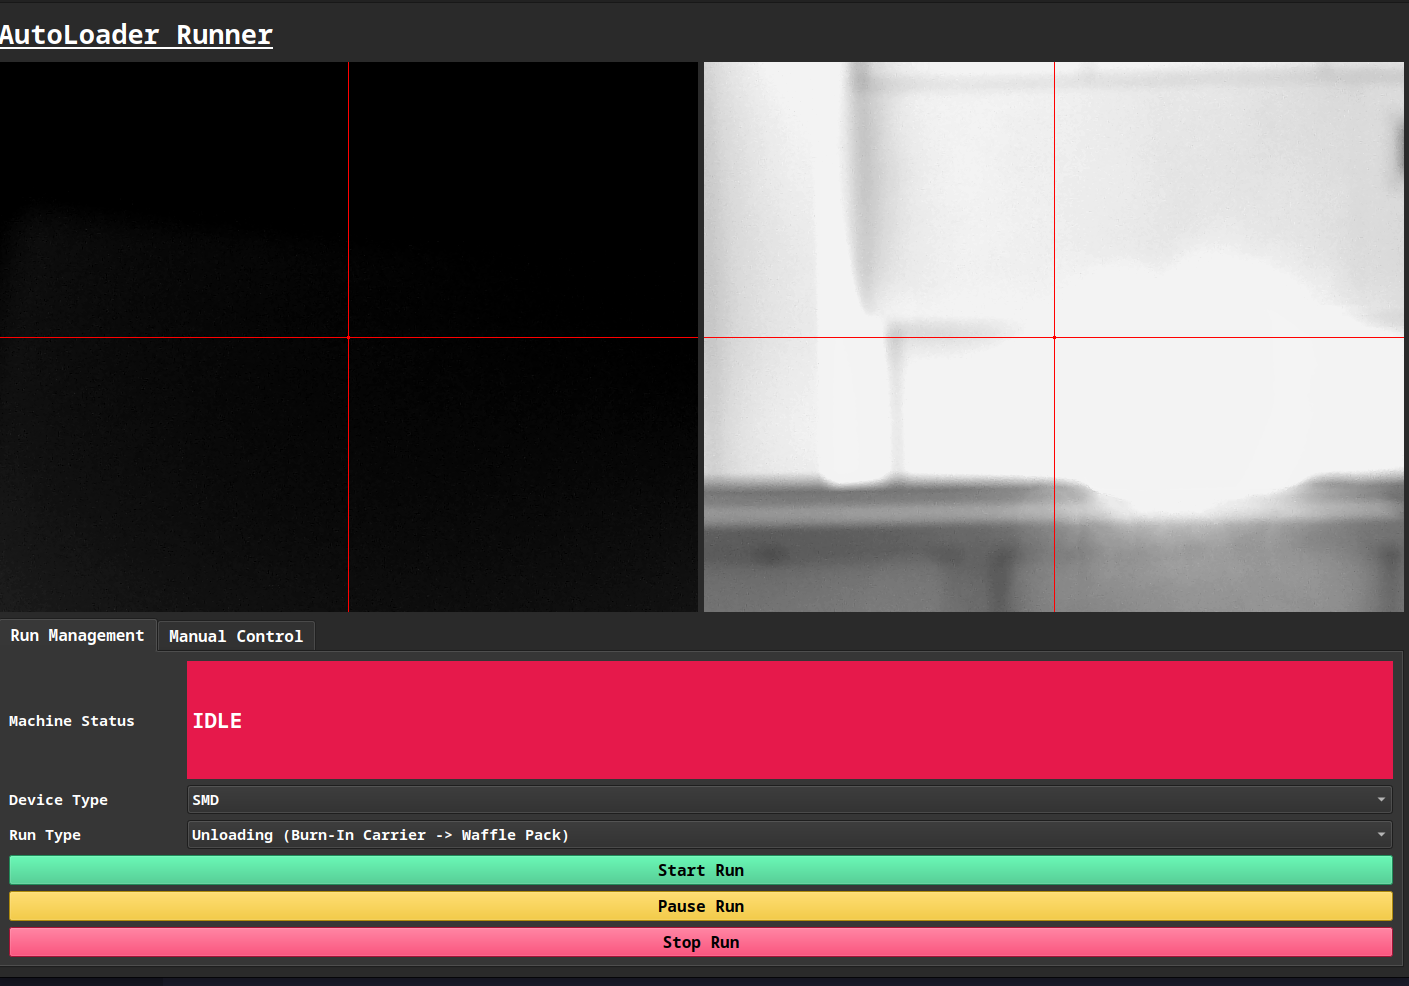 AutoLoader Runner
Run Management
Manual Control
Machine Status
IDLE
Device Type
SMD
Run Type
Unloading (Burn-In Carrier -> Waffle Pack)
Start Run
Pause Run
Stop Run